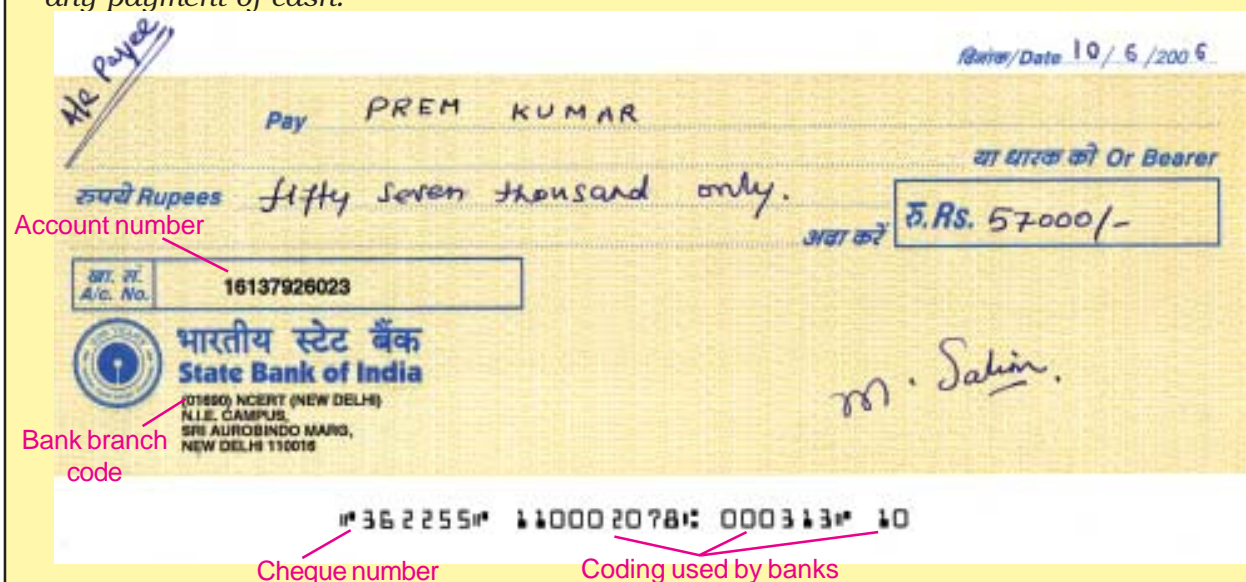 any payment of cash.
A/c Payee
दिनांक/Date 10/ 6 /200 6
Pay PREM KUMAR
या धारक को Or Bearer
रुपये Rupees fifty seven thousand only.
अदा करें रु.Rs. 57000/-
Account number
खा. सं.
A/c. No. 16137926023
भारतीय स्टेट बैंक
State Bank of India
(01690) NCERT (NEW DELHI)
N.I.E. CAMPUS,
SRI AUROBINDO MARG,
NEW DELHI 110016
M. Salim.
Bank branch
code
⑈362255⑈ 110002078⑆ 000313⑈ 10
Cheque number
Coding used by banks